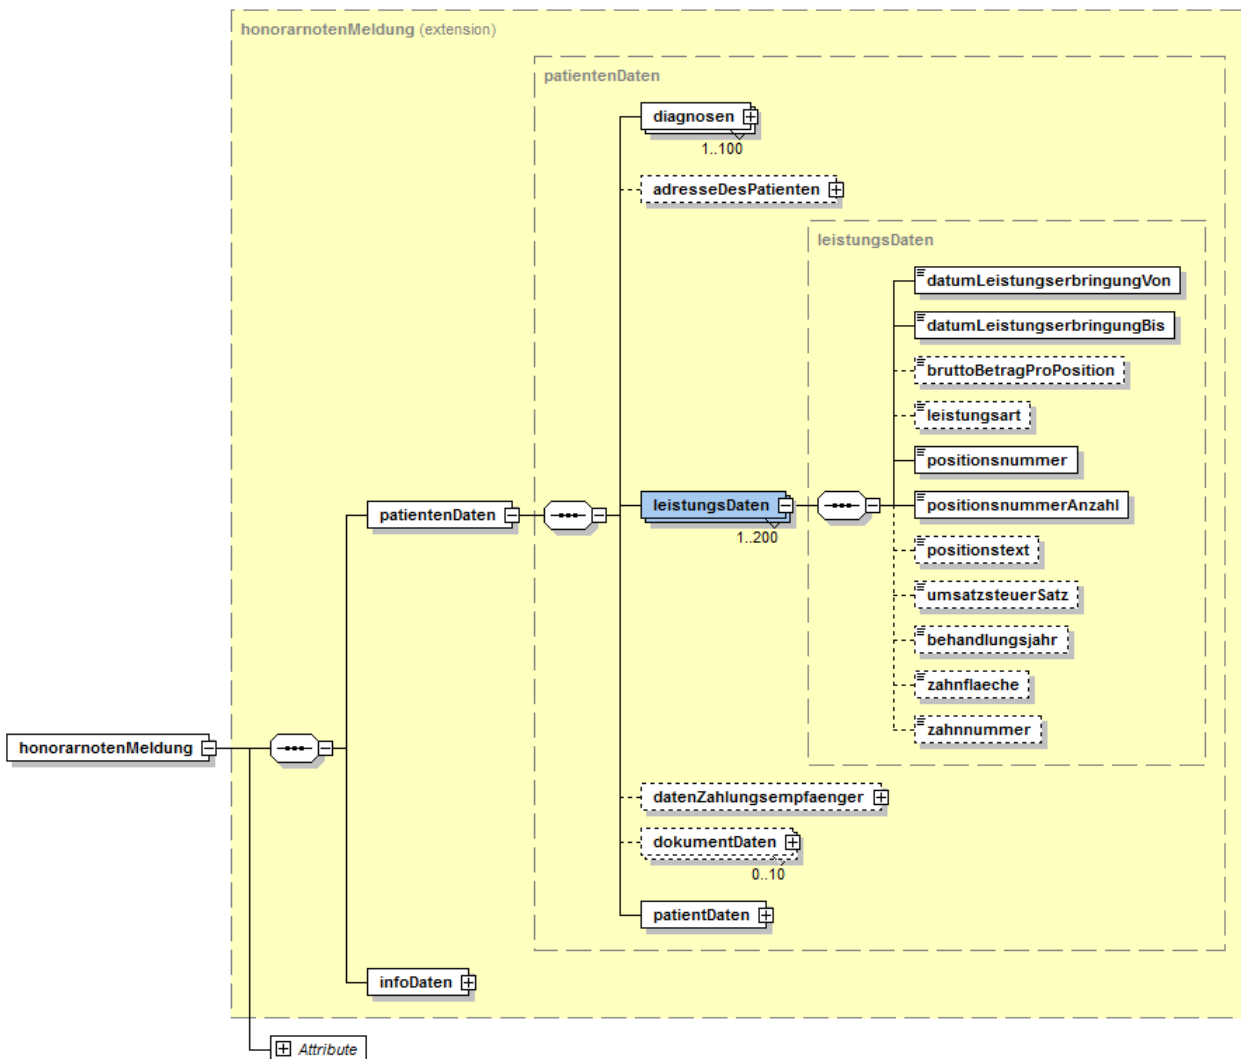 honorarnotenMeldung (extension)
patientenDaten
diagnosen
1..100
adresseDesPatienten
leistungsDaten
datumLeistungserbringungVon
datumLeistungserbringungBis
bruttoBetragProPosition
leistungsart
positionsnummer
patientenDaten
leistungsDaten
1..200
positionsnummerAnzahl
positionstext
umsatzsteuerSatz
behandlungsjahr
zahnflaeche
zahnnummer
honorarnotenMeldung
datenZahlungsempfaenger
dokumentDaten
0..10
patientDaten
infoDaten
Attribute